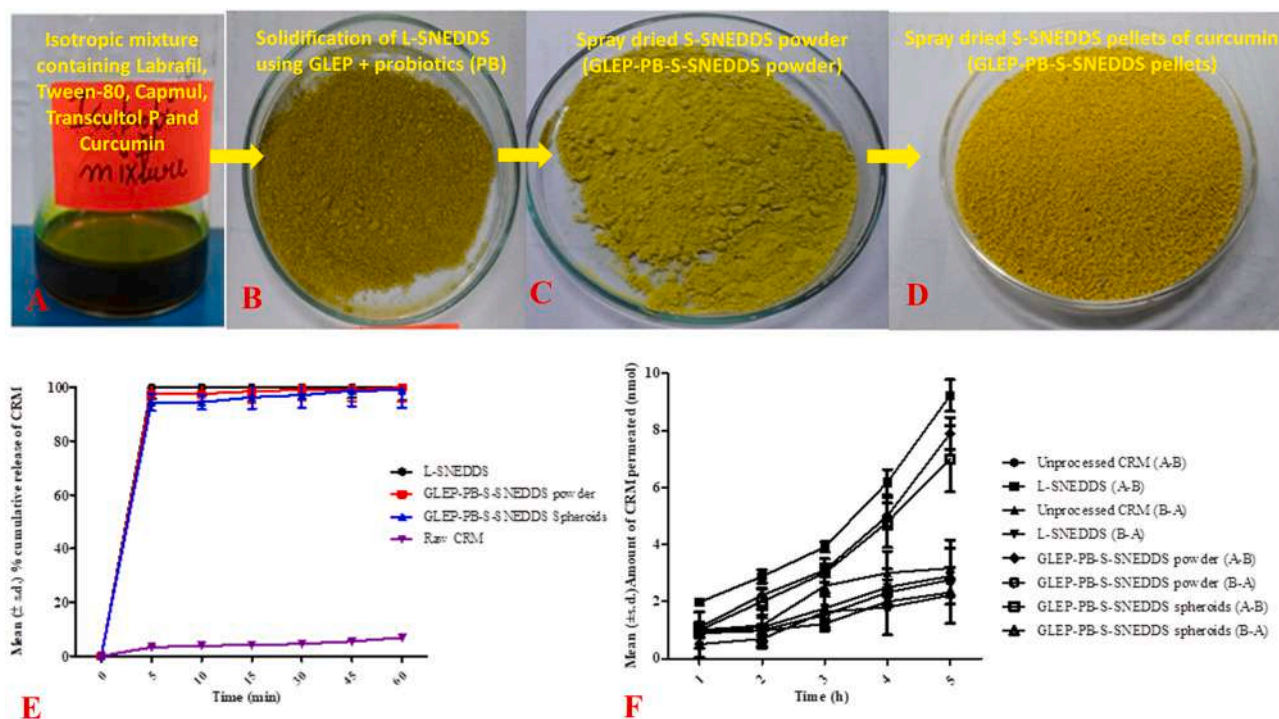 Isotropic mixture
containing Labrafil,
Tween-80, Capmul,
Transcultol P and
Curcumin
mixture
A
Solidification of L-SNEDDS
using GLEP + probiotics (PB)
B
Spray dried S-SNEDDS powder
(GLEP-PB-S-SNEDDS powder)
C
Spray dried S-SNEDDS pellets of curcumin
(GLEP-PB-S-SNEDDS pellets)
D
Mean (± s.d.) % cumulative release of CRM
100
80
60
40
20
0
0 5 10 15 30 45 60
Time (min)
L-SNEDDS
GLEP-PB-S-SNEDDS powder
GLEP-PB-S-SNEDDS Spheroids
Raw CRM
E
Mean (±s.d.) Amount of CRM permeated (nmol)
10
8
6
4
2
0
1 2 3 4 5
Time (h)
Unprocessed CRM (A-B)
L-SNEDDS (A-B)
Unprocessed CRM (B-A)
L-SNEDDS (B-A)
GLEP-PB-S-SNEDDS powder (A-B)
GLEP-PB-S-SNEDDS powder (B-A)
GLEP-PB-S-SNEDDS spheroids (A-B)
GLEP-PB-S-SNEDDS spheroids (B-A)
F